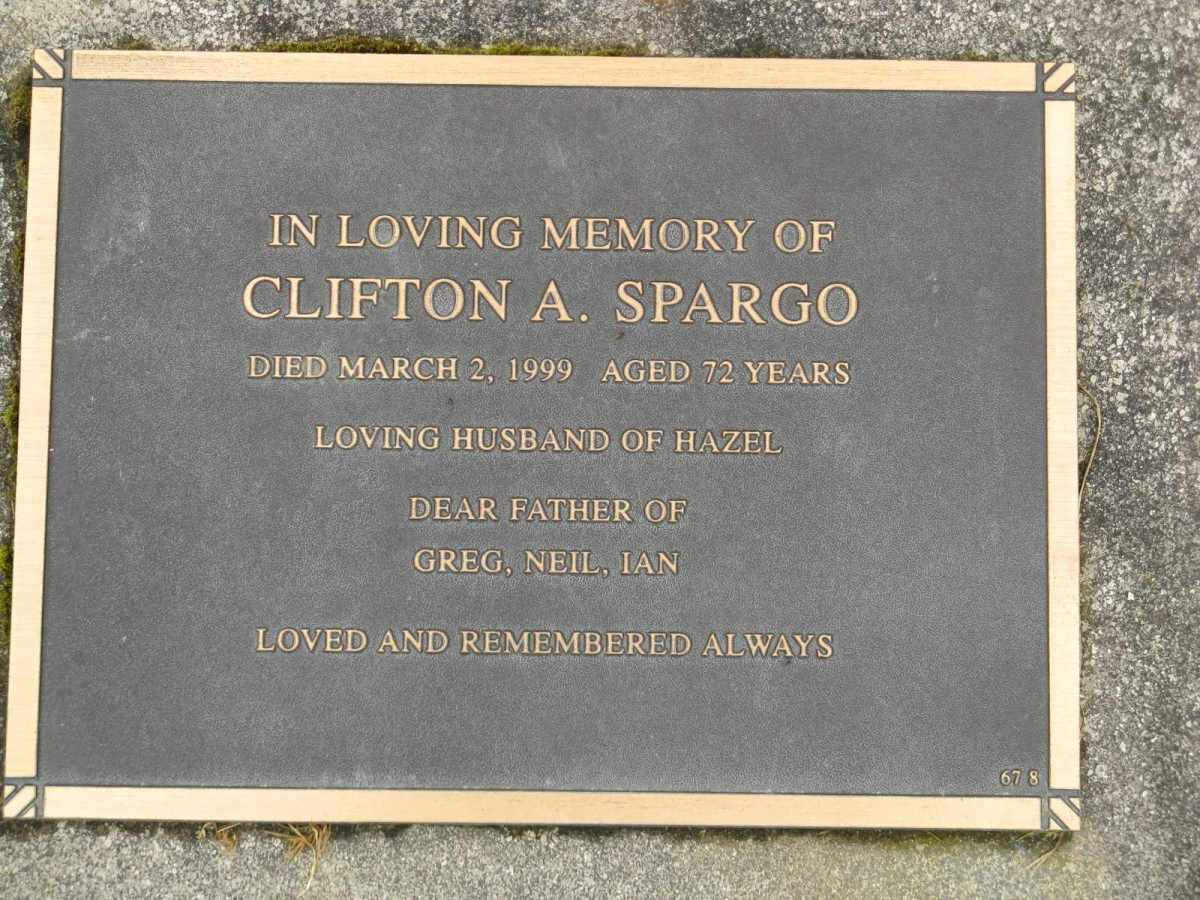 IN LOVING MEMORY OF
CLIFTON A. SPARGO
DIED MARCH 2, 1999 AGED 72 YEARS
LOVING HUSBAND OF HAZEL
DEAR FATHER OF
GREG, NEIL, IAN
LOVED AND REMEMBERED ALWAYS
67 8